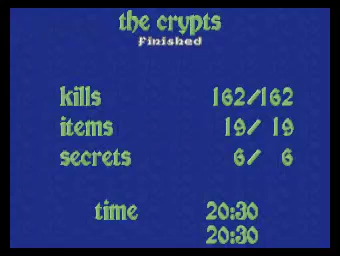 the crypts
Finished
kills 162/162
items 19/ 19
secrets 6/ 6
time 20:30
20:30